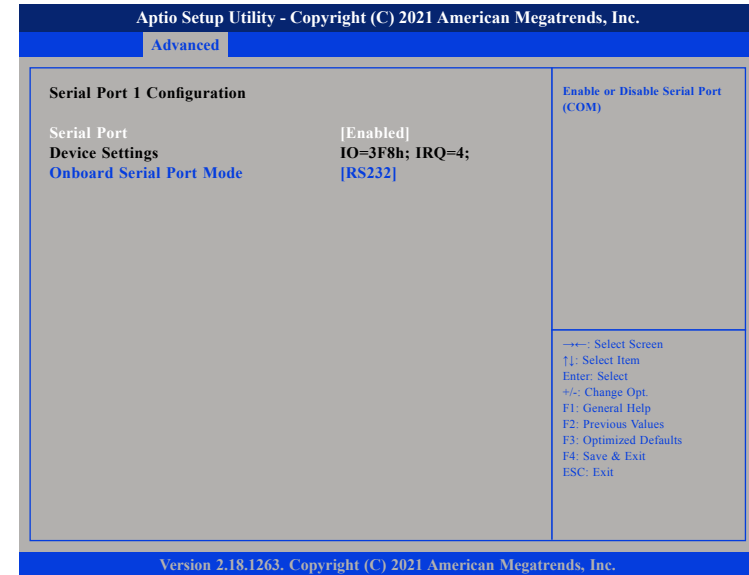 Aptio Setup Utility - Copyright (C) 2021 American Megatrends, Inc.
Advanced
Serial Port 1 Configuration
Serial Port [Enabled]
Device Settings IO=3F8h; IRQ=4;
Onboard Serial Port Mode [RS232]
Enable or Disable Serial Port
(COM)
→←: Select Screen
↑↓: Select Item
Enter: Select
+/-: Change Opt.
F1: General Help
F2: Previous Values
F3: Optimized Defaults
F4: Save & Exit
ESC: Exit
Version 2.18.1263. Copyright (C) 2021 American Megatrends, Inc.